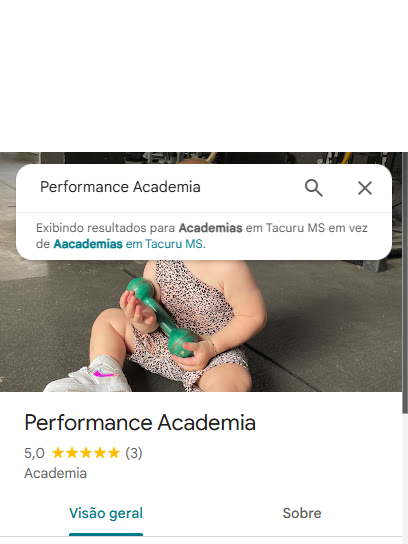 Performance Academia
Exibindo resultados para Academias em Tacuru MS em vez
de Aacademias em Tacuru MS.
Performance Academia
5,0 ★★★★★ (3)
Academia
Visão geral Sobre